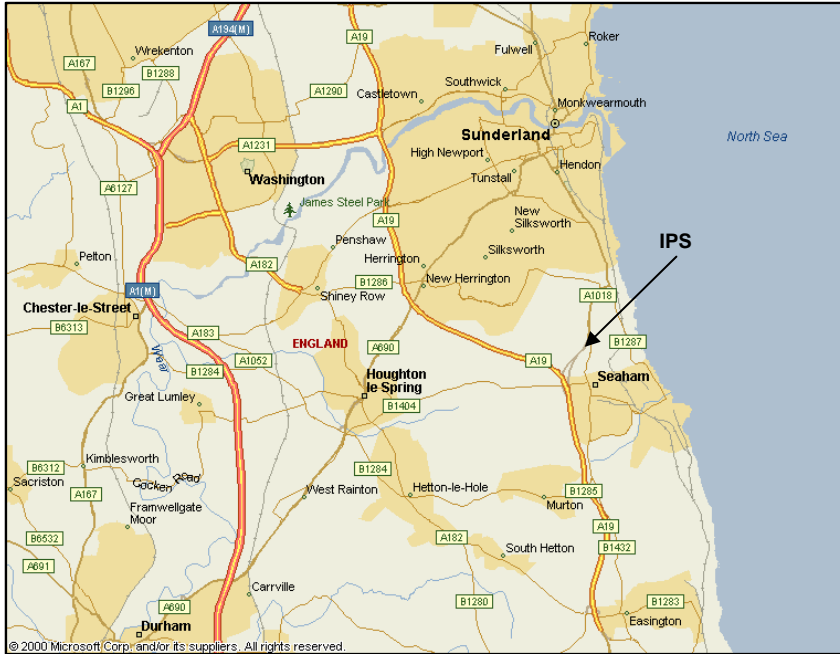 A194(M)
A19
Roker
Wrekenton
Fulwell
A167
B1288
Southwick
B1296
A1290
Castletown
A1
Monkwearmouth
Sunderland
North Sea
A1231
High Newport
Washington
Tunstall
Hendon
A6127
James Steel Park
New
Silksworth
A19
Penshaw
IPS
Pelton
Silksworth
A182
Herrington
B1286
New Herrington
A1(M)
Shiney Row
A1018
Chester-le-Street
B6313
A183
ENGLAND
A690
B1287
Wear
A1052
A19
B1284
Houghton
le Spring
Seaham
Great Lumley
B1404
B6312
Kimblesworth
B1284
Cocken Road
Sacriston
A167
West Rainton
Hetton-le-Hole
B1285
Murton
Framwellgate
Moor
A19
B6532
A182
B1432
A691
South Hetton
Carrville
A690
B1280
B1283
Easington
Durham
© 2000 Microsoft Corp. and/or its suppliers. All rights reserved.